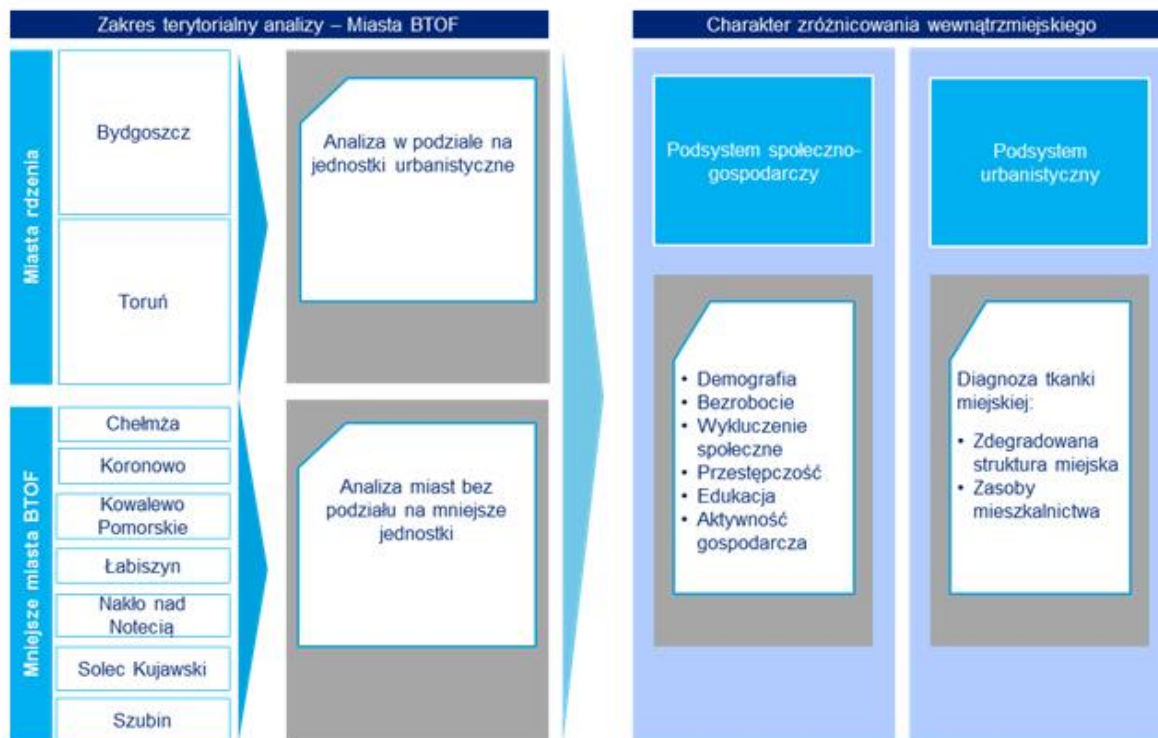 Zakres terytorialny analizy – Miasta BTOF
Miasta rdzenia
Bydgoszcz
Toruń
Analiza w podziale na
jednostki urbanistyczne
Mniejsze miasta BTOF
Chełmża
Koronowo
Kowalewo
Pomorskie
Łabiszyn
Nakło nad
Notecią
Solec Kujawski
Szubin
Analiza miast bez
podziału na mniejsze
jednostki
Charakter zróżnicowania wewnątrzmiejskiego
Podsystem społeczno-
gospodarczy
• Demografia
• Bezrobocie
• Wykluczenie
społeczne
• Przestępczość
• Edukacja
• Aktywność
gospodarcza
Podsystem
urbanistyczny
Diagnoza tkanki
miejskiej:
• Zdegradowana
struktura miejska
• Zasoby
mieszkalnictwa